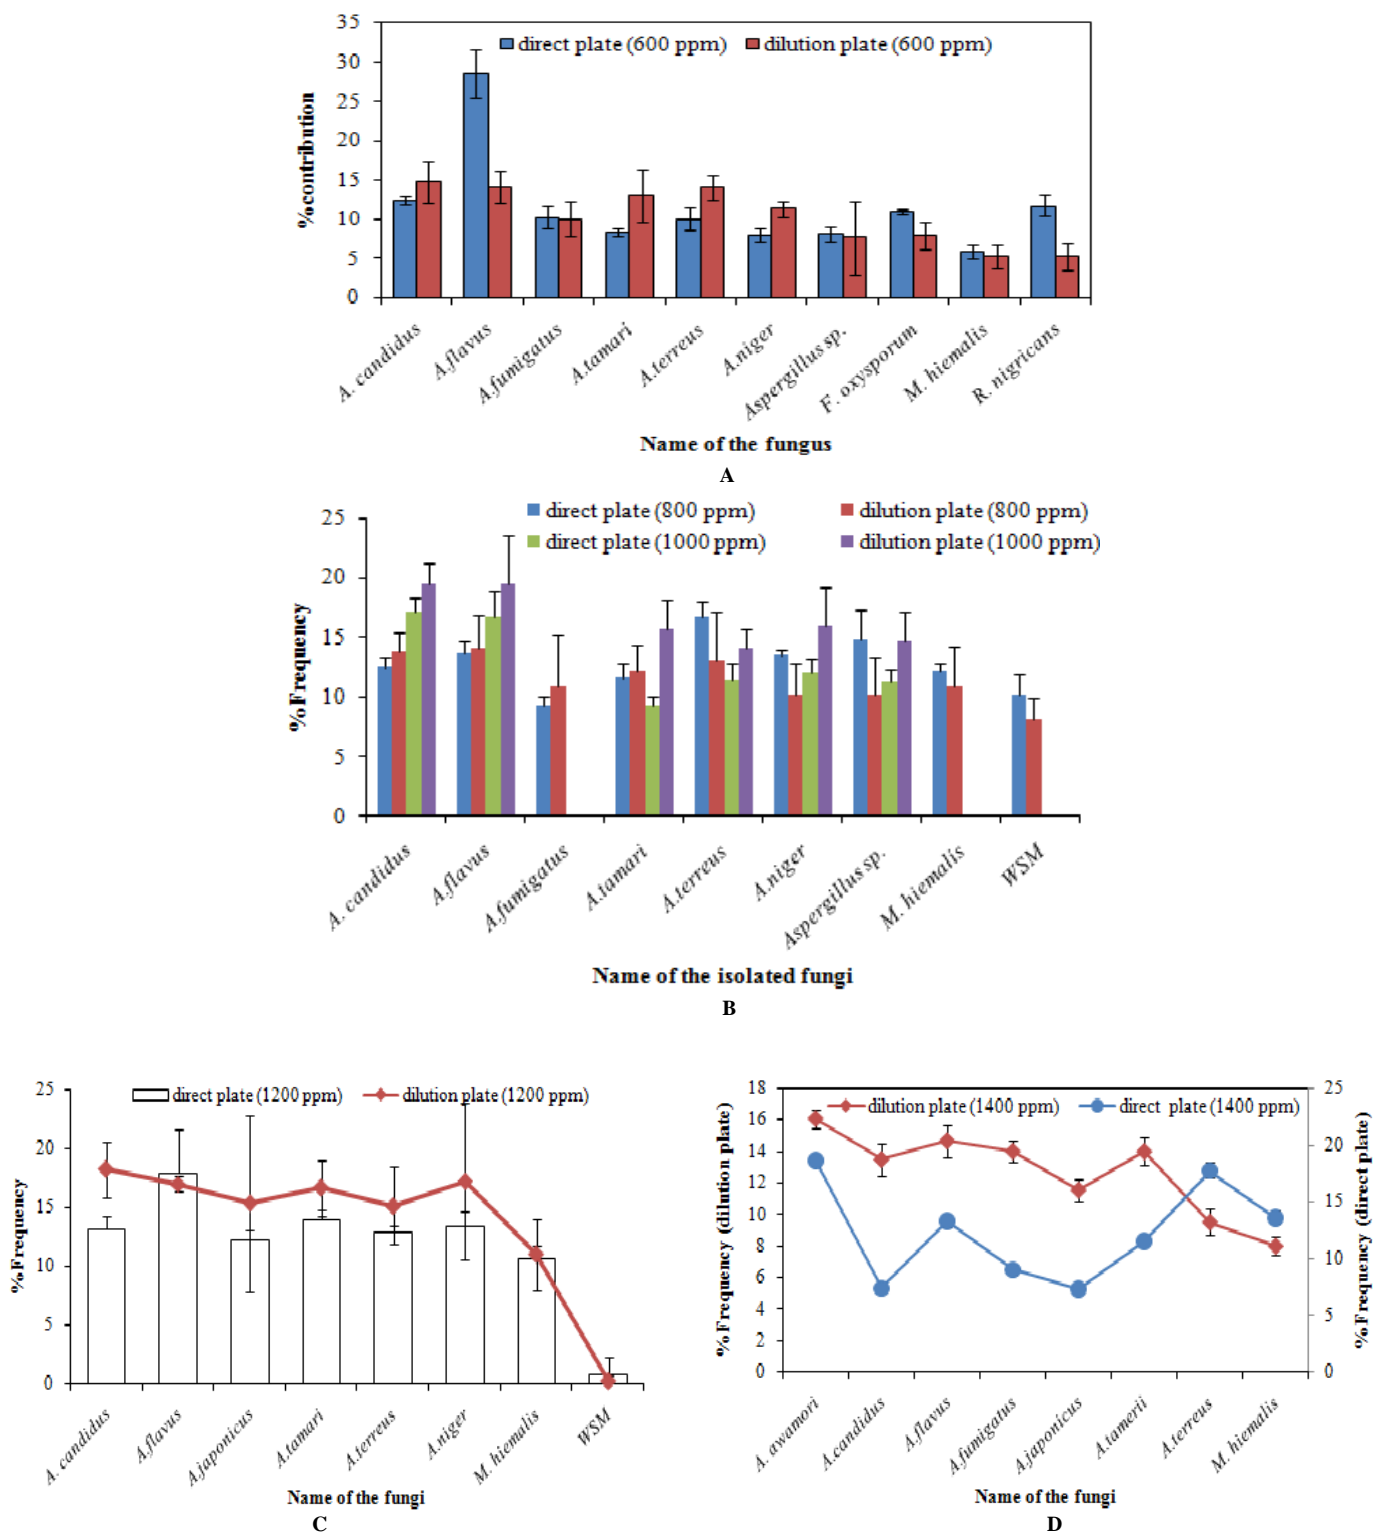 35
30
25
20
15
10
5
0
%contribution
direct plate (600 ppm)
dilution plate (600 ppm)
A. candidus
A.flavus
A.fumigatus
A.tamari
A.terreus
A.niger
Aspergillus sp.
F. oxysporum
M. hiemalis
R. nigricans
Name of the fungus
A
direct plate (800 ppm)
dilution plate (800 ppm)
direct plate (1000 ppm)
dilution plate (1000 ppm)
25
20
15
10
5
0
%Frequency
A. candidus
A.flavus
A.fumigatus
A.tamari
A.terreus
A.niger
Aspergillus sp.
M. hiemalis
WSM
Name of the isolated fungi
B
25
20
15
10
5
0
%Frequency
direct plate (1200 ppm)
dilution plate (1200 ppm)
A. candidus
A.flavus
A.japonicus
A.tamari
A.terreus
A.niger
M. hiemalis
WSM
Name of the fungi
C
18
16
14
12
10
8
6
4
2
0
%Frequency (dilution plate)
dilution plate (1400 ppm)
direct plate (1400 ppm)
25
20
15
10
5
0
%Frequency (direct plate)
A. awamori
A.candidus
A.flavus
A.fumigatus
A.japonicus
A.tamerii
A.terreus
M. hiemalis
Name of the fungi
D